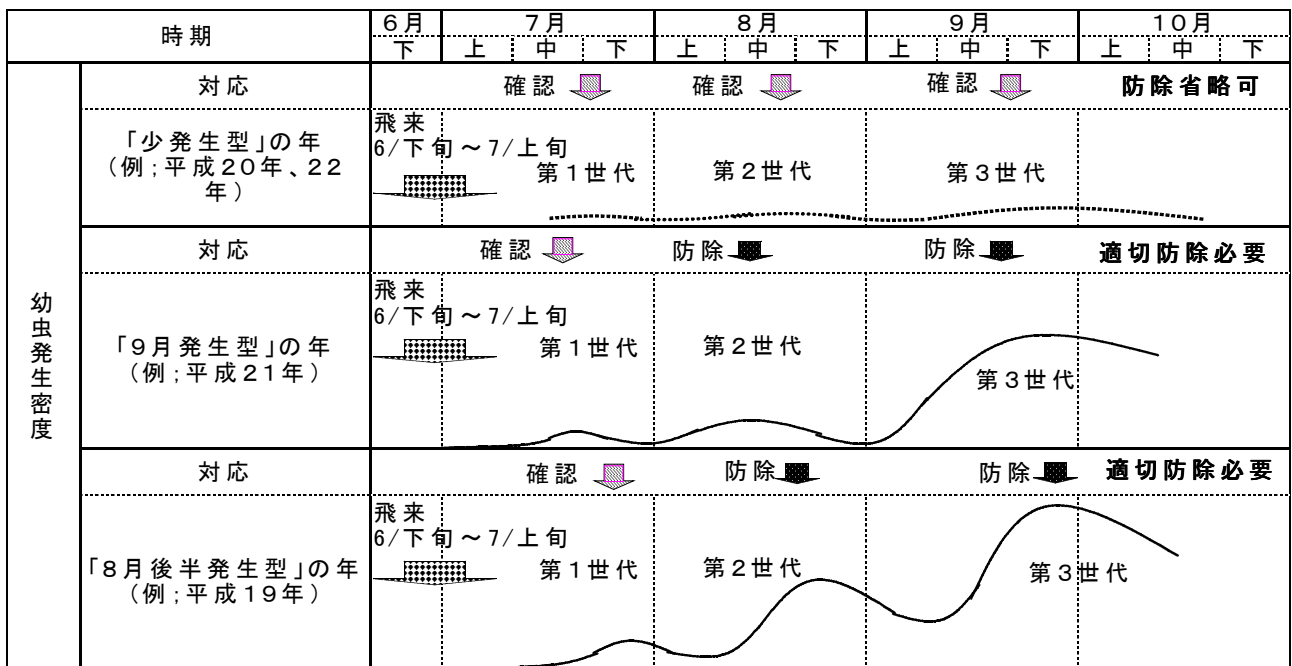 時期
6月 7月 8月 9月 10月
下 上 中 下 上 中 下 上 中 下 上 中 下
幼虫発生密度
対応
確認 確認 確認 防除省略可
「少発生型」の年
(例;平成20年、22
年)
飛来
6/下旬～7/上旬
第1世代 第2世代 第3世代
対応
確認 防除 防除 適切防除必要
「9月発生型」の年
(例;平成21年)
飛来
6/下旬～7/上旬
第1世代 第2世代
第3世代
対応
確認 防除 防除 適切防除必要
「8月後半発生型」の年
(例;平成19年)
飛来
6/下旬～7/上旬
第1世代 第2世代 第3世代